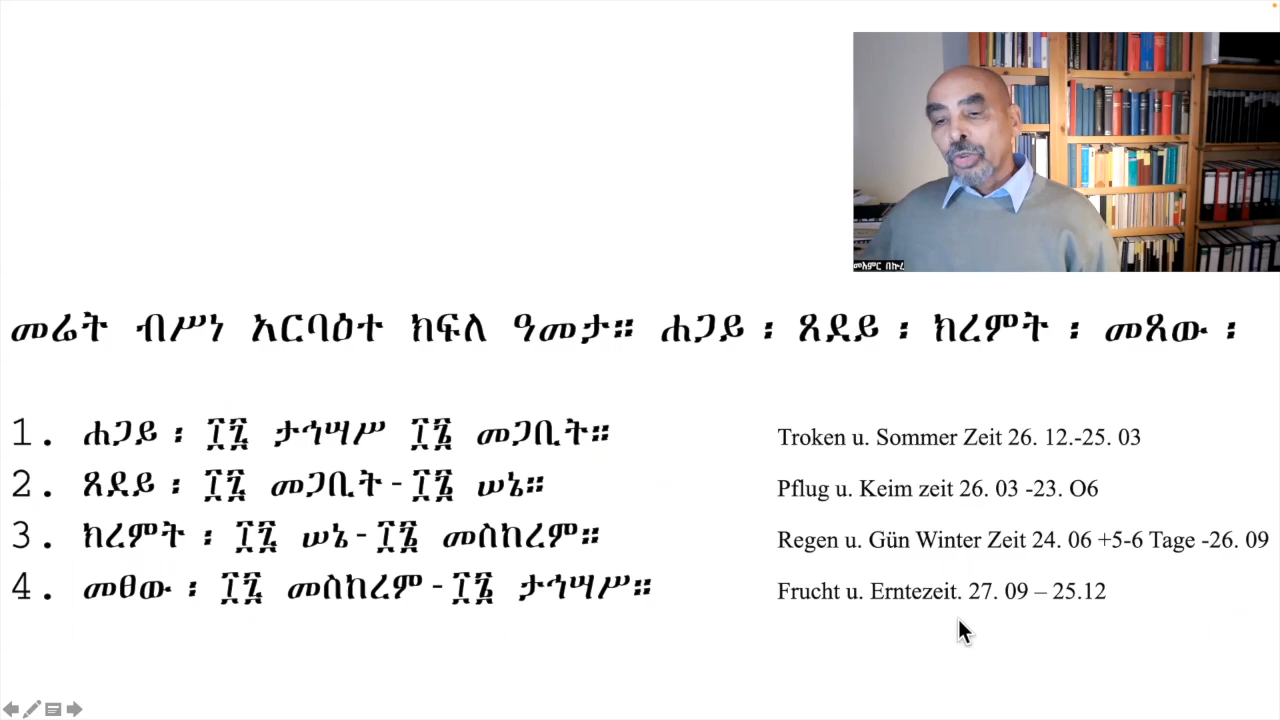 መምህር በኩረ
መሬት ብሥነ አርባዕተ ክፍለ ዓመታ። ሐጋይ ፡ ጸደይ ፡ ክረምት ፡ መጸው ፡
1. ሐጋይ ፡ ፲፯ ታኅሣሥ ፲፮ መጋቢት። Troken u. Sommer Zeit 26. 12.-25. 03
2. ጸደይ ፡ ፲፯ መጋቢት-፲፮ ሠኔ። Pflug u. Keim zeit 26. 03 -23. O6
3. ክረምት ፡ ፲፯ ሠኔ-፲፮ መስከረም። Regen u. Gün Winter Zeit 24. 06 +5-6 Tage -26. 09
4. መፀው ፡ ፲፯ መስከረም-፲፮ ታኅሣሥ። Frucht u. Erntezeit. 27. 09 – 25.12